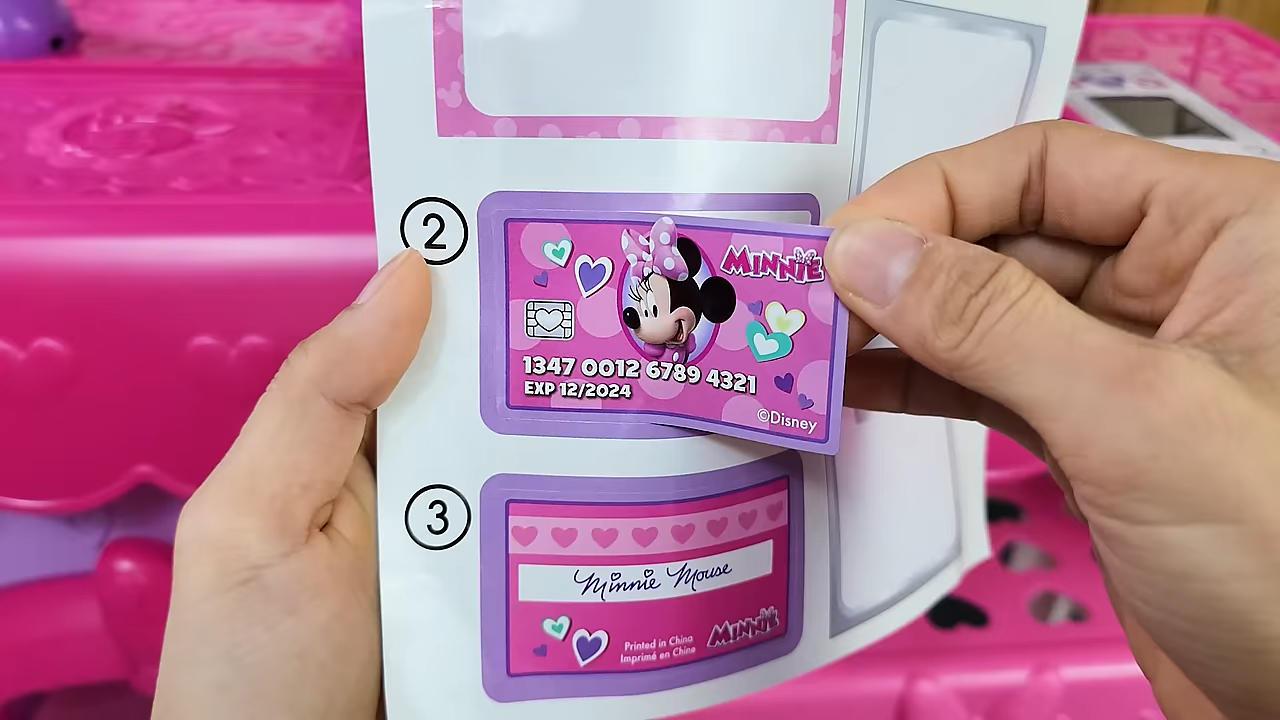 2
MINNIE
1347 0012 6789 4321
EXP 12/2024
©Disney
3
Minnie Mouse
Printed in China
Imprimé en Chine
MINNIE